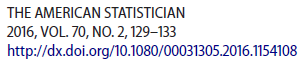 THE AMERICAN STATISTICIAN
2016, VOL. 70, NO. 2, 129–133
http://dx.doi.org/10.1080/00031305.2016.1154108